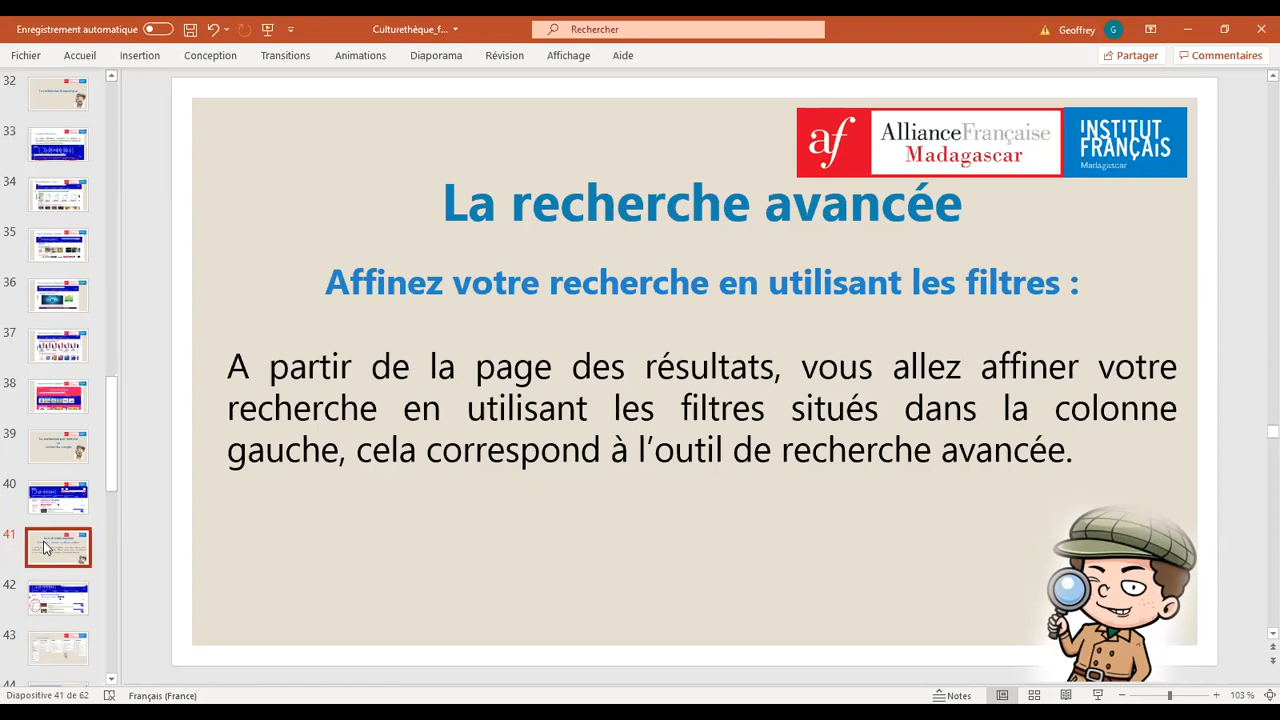 Enregistrement automatique
Culturethèque_f...
Rechercher
Geoffrey
G
Fichier
Accueil
Insertion
Conception
Transitions
Animations
Diaporama
Révision
Affichage
Aide
Partager
Commentaires
32
33
34
35
36
37
38
39
40
41
42
43
af
AllianceFrançaise
Madagascar
INSTITUT
FRANÇAIS
Madagascar
La recherche avancée
Affinez votre recherche en utilisant les filtres :
A partir de la page des résultats, vous allez affiner votre
recherche en utilisant les filtres situés dans la colonne
gauche, cela correspond à l’outil de recherche avancée.
Diapositive 41 de 62
Français (France)
Notes
103 %